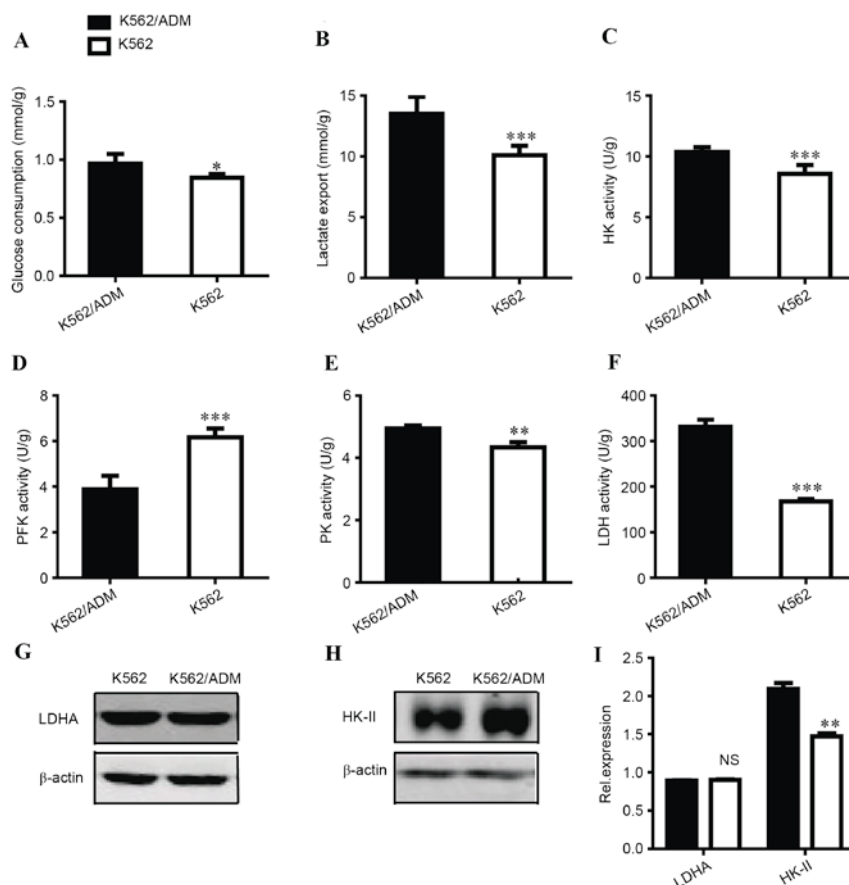 K562/ADM
K562
A
Glucose consumption (mmol/g)
1.5
1.0
0.5
0.0
*
K562/ADM
K562
B
Lactate export (mmol/g)
15
10
5
0
***
K562/ADM
K562
C
HK activity (U/g)
15
10
5
0
***
K562/ADM
K562
D
PFK activity (U/g)
8
6
4
2
0
***
K562/ADM
K562
E
PK activity (U/g)
6
4
2
0
**
K562/ADM
K562
F
LDH activity (U/g)
400
300
200
100
0
***
K562/ADM
K562
G
K562 K562/ADM
LDHA
β-actin
H
K562 K562/ADM
HK-II
β-actin
I
Rel.expression
2.5
2.0
1.5
1.0
0.5
0.0
NS
**
LDHA
HK-II